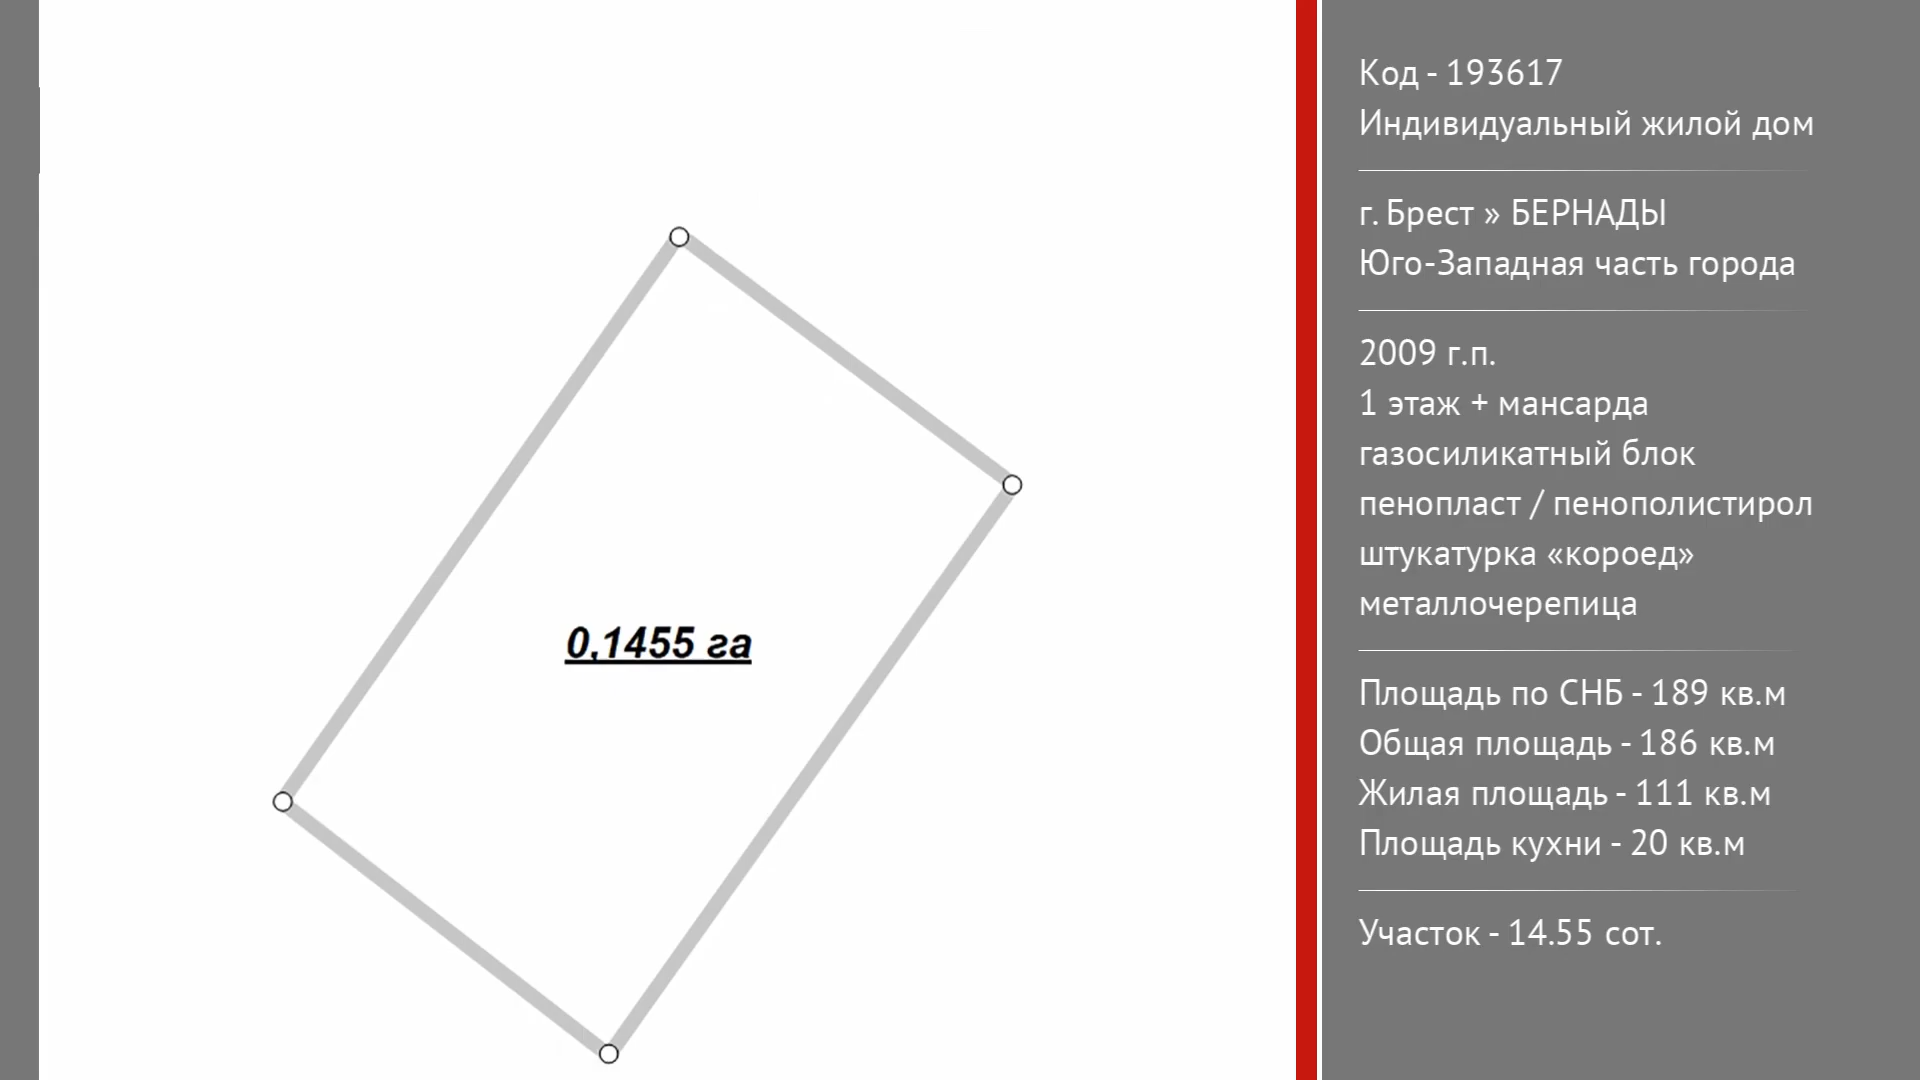 0,1455 га
Код - 193617
Индивидуальный жилой дом
г. Брест » БЕРНАДЫ
Юго-Западная часть города
2009 г.п.
1 этаж + мансарда
газосиликатный блок
пенопласт / пенополистирол
штукатурка «короед»
металлочерепица
Площадь по СНБ - 189 кв.м
Общая площадь - 186 кв.м
Жилая площадь - 111 кв.м
Площадь кухни - 20 кв.м
Участок - 14.55 сот.